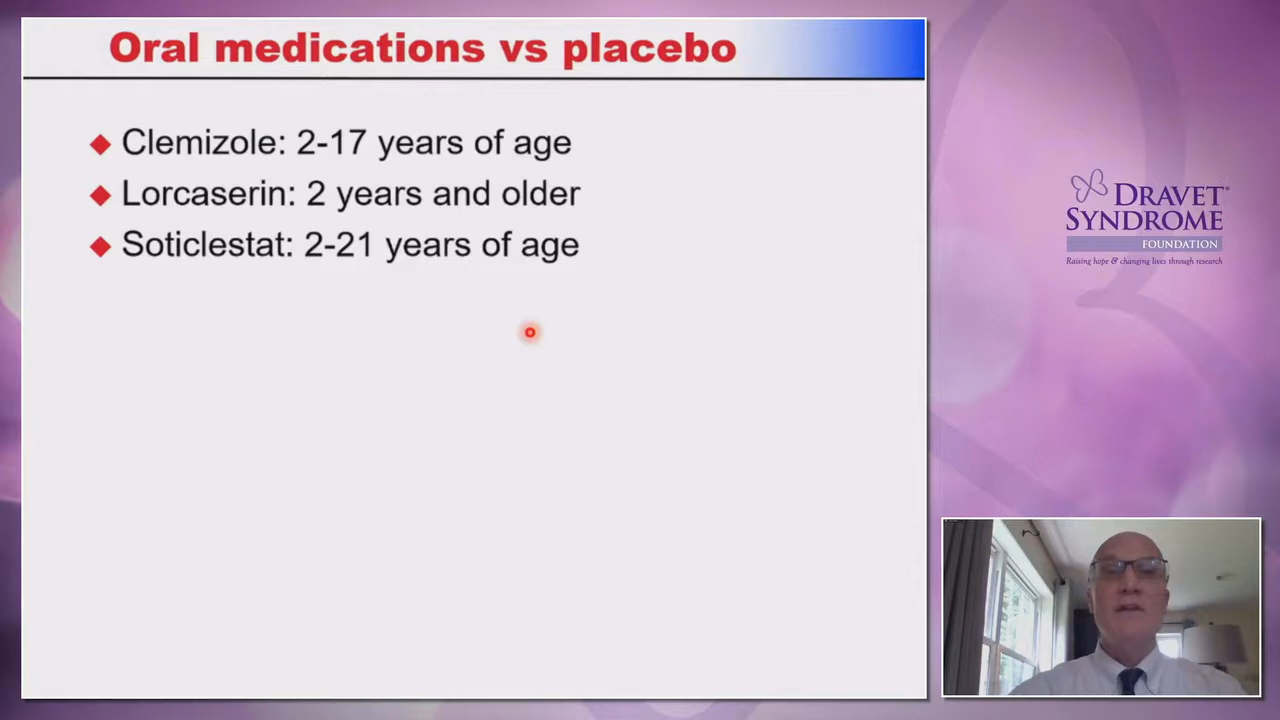 Oral medications vs placebo
Clemizole: 2-17 years of age
Lorcaserin: 2 years and older
Soticlestat: 2-21 years of age
DRAVET
SYNDROME
FOUNDATION
Raising hope & changing lives through research